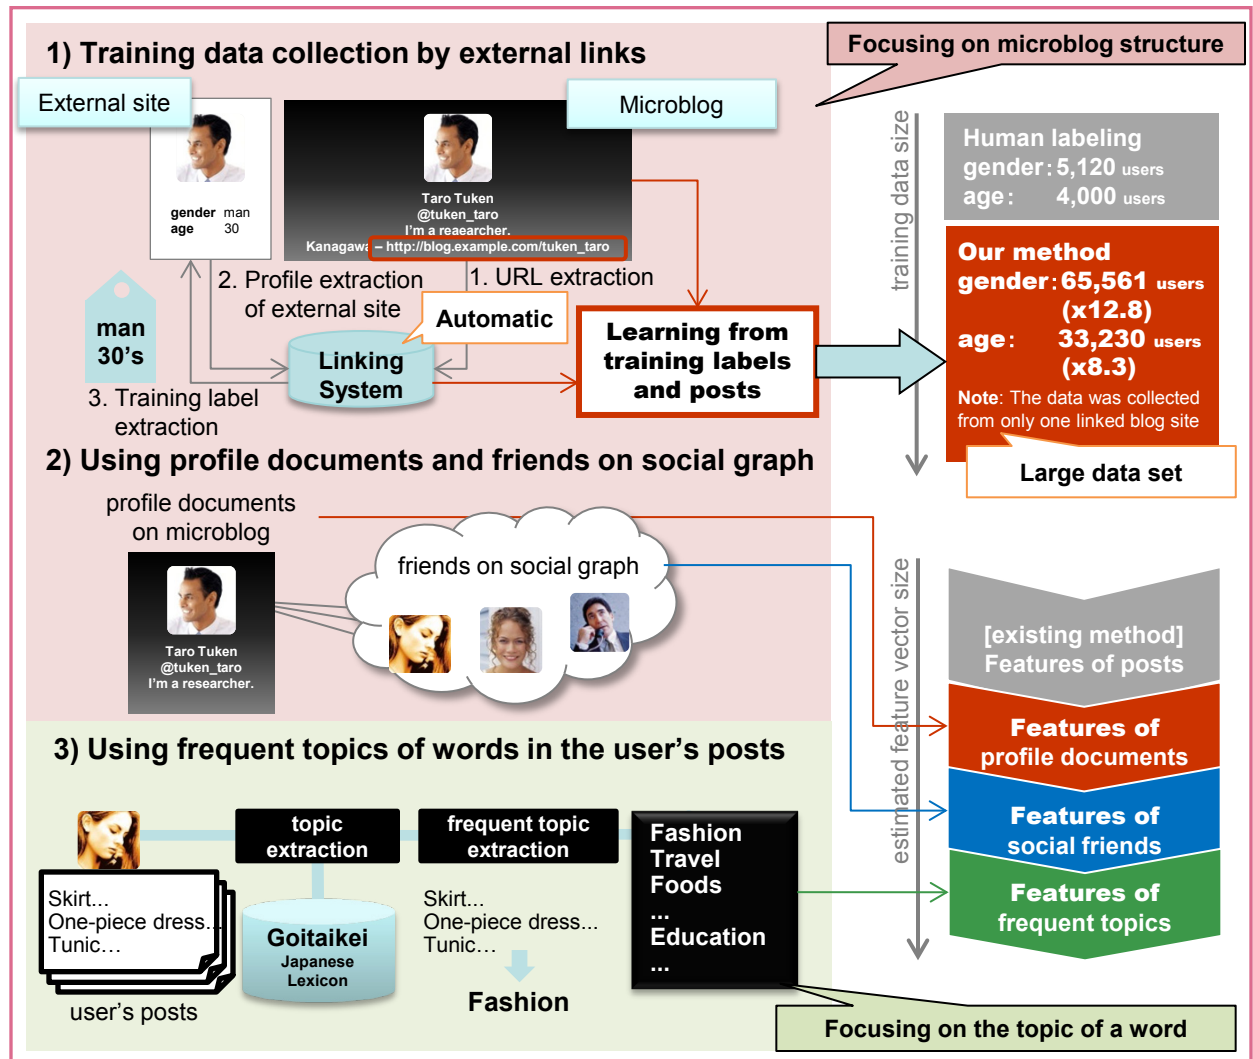 1) Training data collection by external links
Focusing on microblog structure
External site
Microblog
gender man
age 30
Taro Tuken
@tuken_taro
I'm a reaearcher.
Kanagawa – http://blog.example.com/tuken_taro
2. Profile extraction
of external site
1. URL extraction
Automatic
man
30's
Linking
System
3. Training label
extraction
Learning from
training labels
and posts
training data size
Human labeling
gender: 5,120 users
age: 4,000 users
Our method
gender: 65,561 users
(x12.8)
age: 33,230 users
(x8.3)
Note: The data was collected
from only one linked blog site
Large data set
2) Using profile documents and friends on social graph
profile documents
on microblog
Taro Tuken
@tuken_taro
I'm a researcher.
friends on social graph
estimated feature vector size
[existing method]
Features of posts
Features of
profile documents
Features of
social friends
Features of
frequent topics
3) Using frequent topics of words in the user's posts
topic
extraction
frequent topic
extraction
Skirt...
One-piece dress...
Tunic…
user's posts
Goitaikei
Japanese
Lexicon
Skirt...
One-piece dress...
Tunic…
Fashion
Fashion
Travel
Foods
...
Education
...
Focusing on the topic of a word